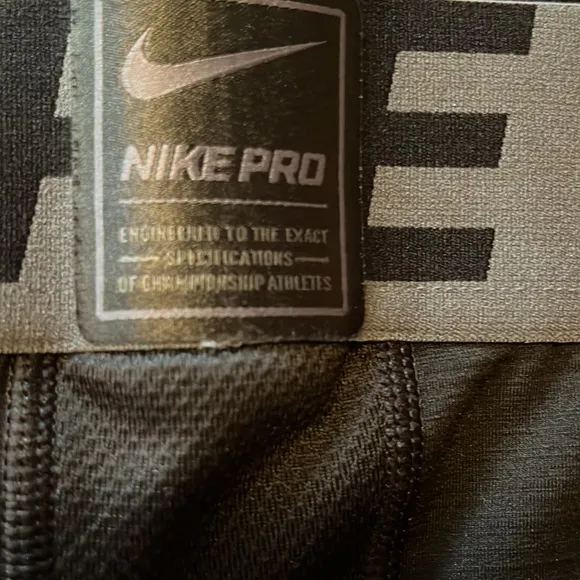 NIKE PRO
ENGINEERED TO THE EXACT
SPECIFICATIONS
OF CHAMPIONSHIP ATHLETES
E